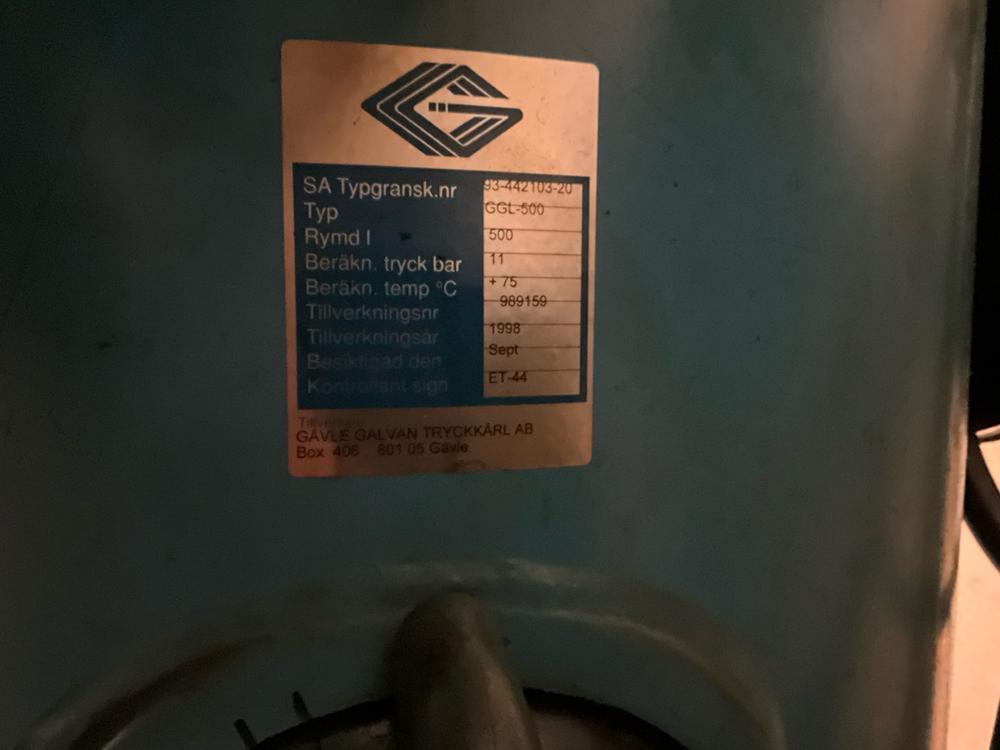 SA Typgransk.nr 93-442103-20
Typ GGL-500
Rymd l 500
Beräkn. tryck bar 11
Beräkn. temp °C + 75
Tillverkningsnr 989159
Tillverkningsår 1998
Besiktigad den Sept
Kontrollant sign ET-44
GÄVLE GALVAN TRYCKKÄRL AB
Box 406 801 05 Gävle